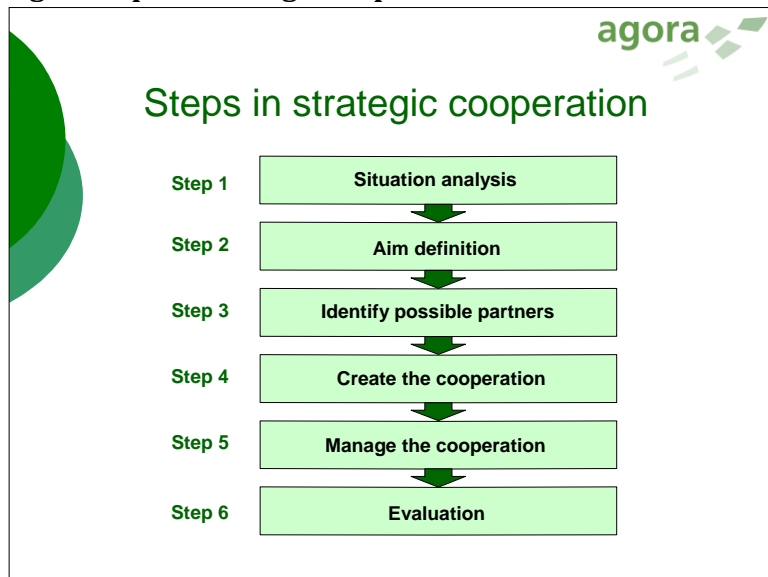 agora
Steps in strategic cooperation
Step 1 Situation analysis
Step 2 Aim definition
Step 3 Identify possible partners
Step 4 Create the cooperation
Step 5 Manage the cooperation
Step 6 Evaluation